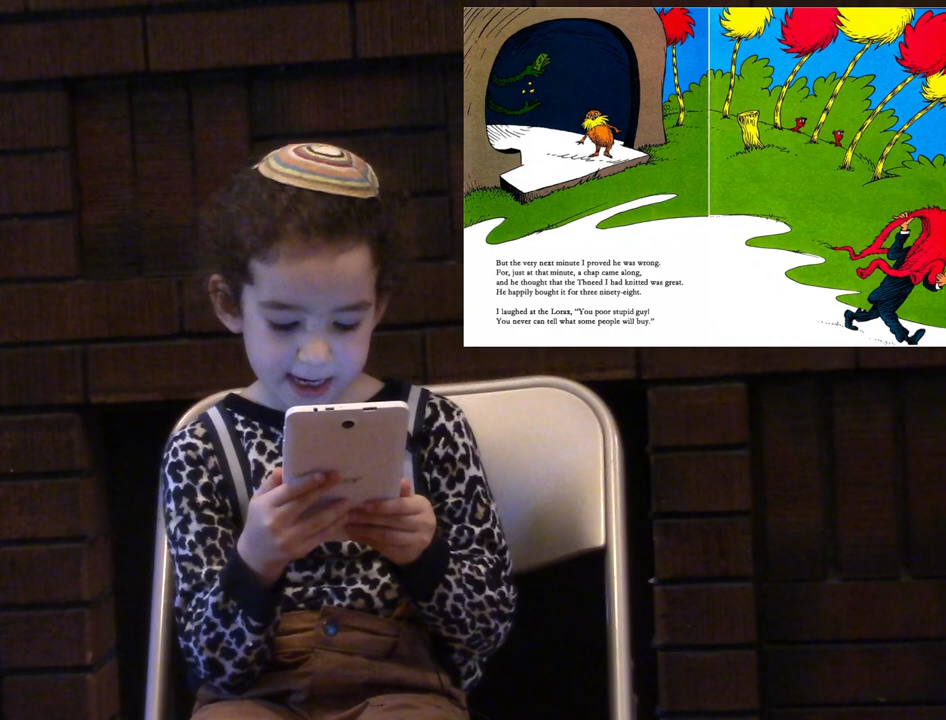 But the very next minute I proved he was wrong.
For, just at that minute, a chap came along,
and he thought that the Thneed I had knitted was great.
He happily bought it for three ninety-eight.
I laughed at the Lorax, "You poor stupid guy!
You never can tell what some people will buy."